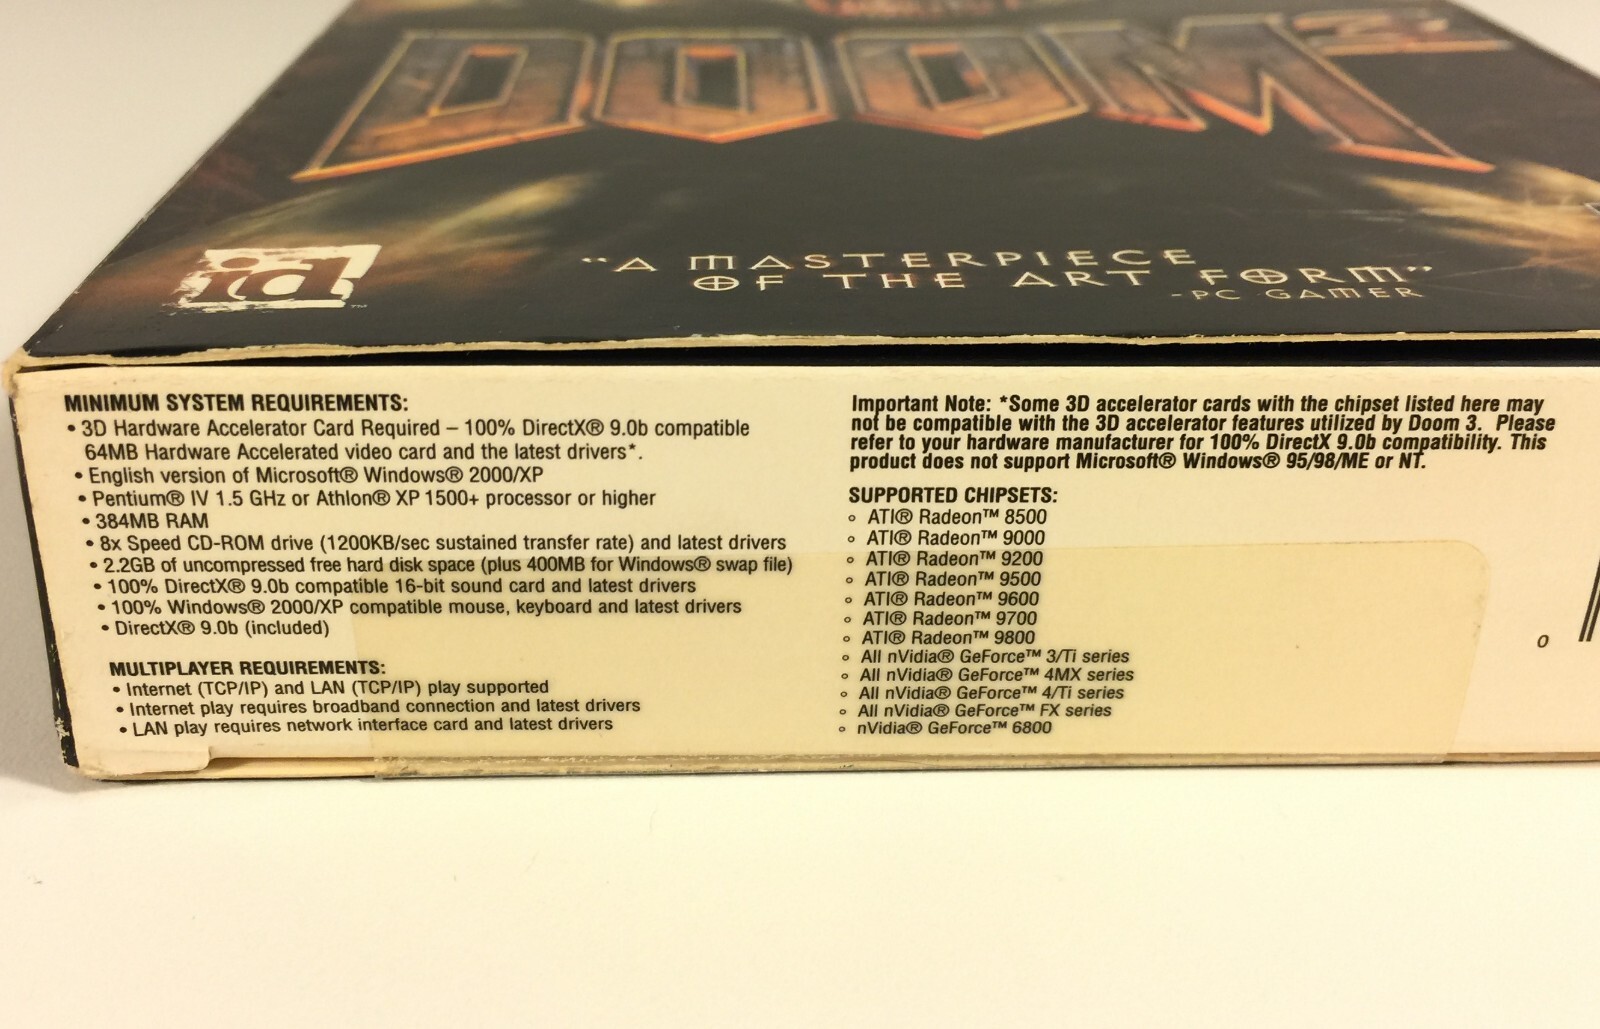 DOOM 3
id ™
"A MASTERPIECE
OF THE ART FORM"
-PC GAMER
MINIMUM SYSTEM REQUIREMENTS:
• 3D Hardware Accelerator Card Required – 100% DirectX® 9.0b compatible
64MB Hardware Accelerated video card and the latest drivers*.
• English version of Microsoft® Windows® 2000/XP
• Pentium® IV 1.5 GHz or Athlon® XP 1500+ processor or higher
• 384MB RAM
• 8x Speed CD-ROM drive (1200KB/sec sustained transfer rate) and latest drivers
• 2.2GB of uncompressed free hard disk space (plus 400MB for Windows® swap file)
• 100% DirectX® 9.0b compatible 16-bit sound card and latest drivers
• 100% Windows® 2000/XP compatible mouse, keyboard and latest drivers
• DirectX® 9.0b (included)
MULTIPLAYER REQUIREMENTS:
• Internet (TCP/IP) and LAN (TCP/IP) play supported
• Internet play requires broadband connection and latest drivers
• LAN play requires network interface card and latest drivers
Important Note: *Some 3D accelerator cards with the chipset listed here may
not be compatible with the 3D accelerator features utilized by Doom 3. Please
refer to your hardware manufacturer for 100% DirectX 9.0b compatibility. This
product does not support Microsoft® Windows® 95/98/ME or NT.
SUPPORTED CHIPSETS:
◦ ATI® Radeon™ 8500
◦ ATI® Radeon™ 9000
◦ ATI® Radeon™ 9200
◦ ATI® Radeon™ 9500
◦ ATI® Radeon™ 9600
◦ ATI® Radeon™ 9700
◦ ATI® Radeon™ 9800
◦ All nVidia® GeForce™ 3/Ti series
◦ All nVidia® GeForce™ 4MX series
◦ All nVidia® GeForce™ 4/Ti series
◦ All nVidia® GeForce™ FX series
◦ nVidia® GeForce™ 6800
0